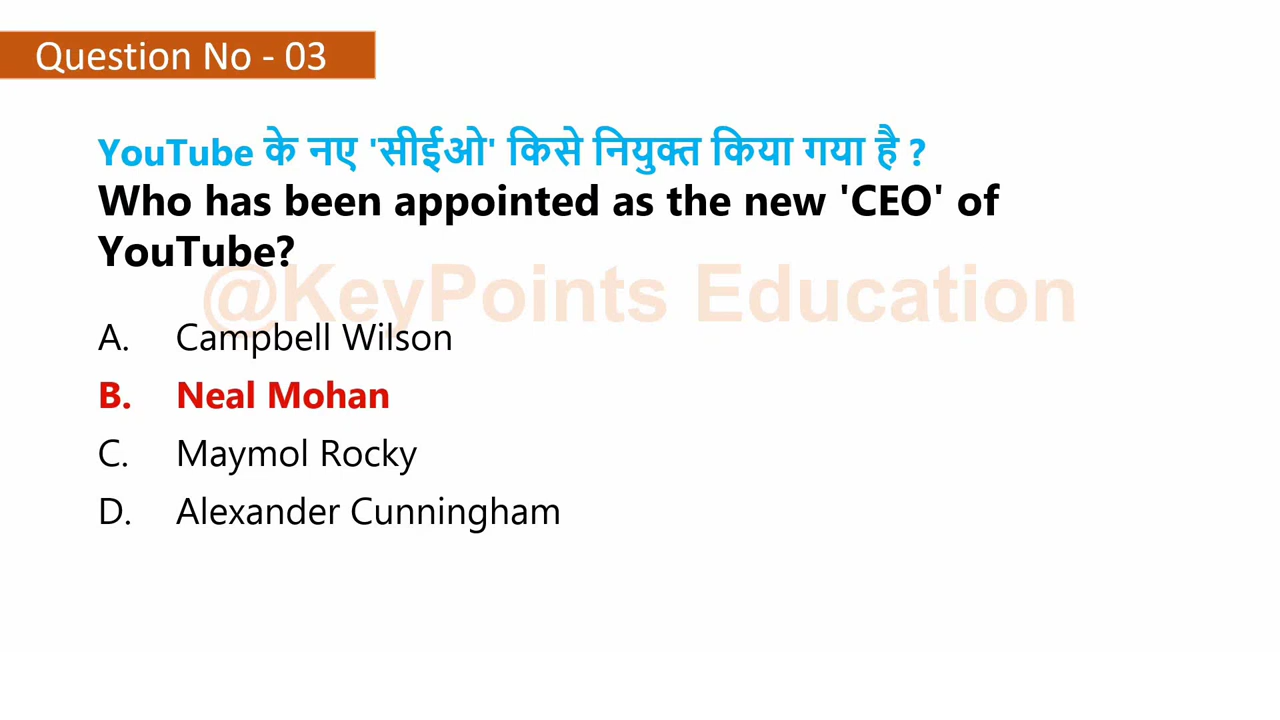 Question No - 03
YouTube के नए 'सीईओ' किसे नियुक्त किया गया है ?
Who has been appointed as the new 'CEO' of
YouTube?
@KeyPoints Education
A. Campbell Wilson
B. Neal Mohan
C. Maymol Rocky
D. Alexander Cunningham